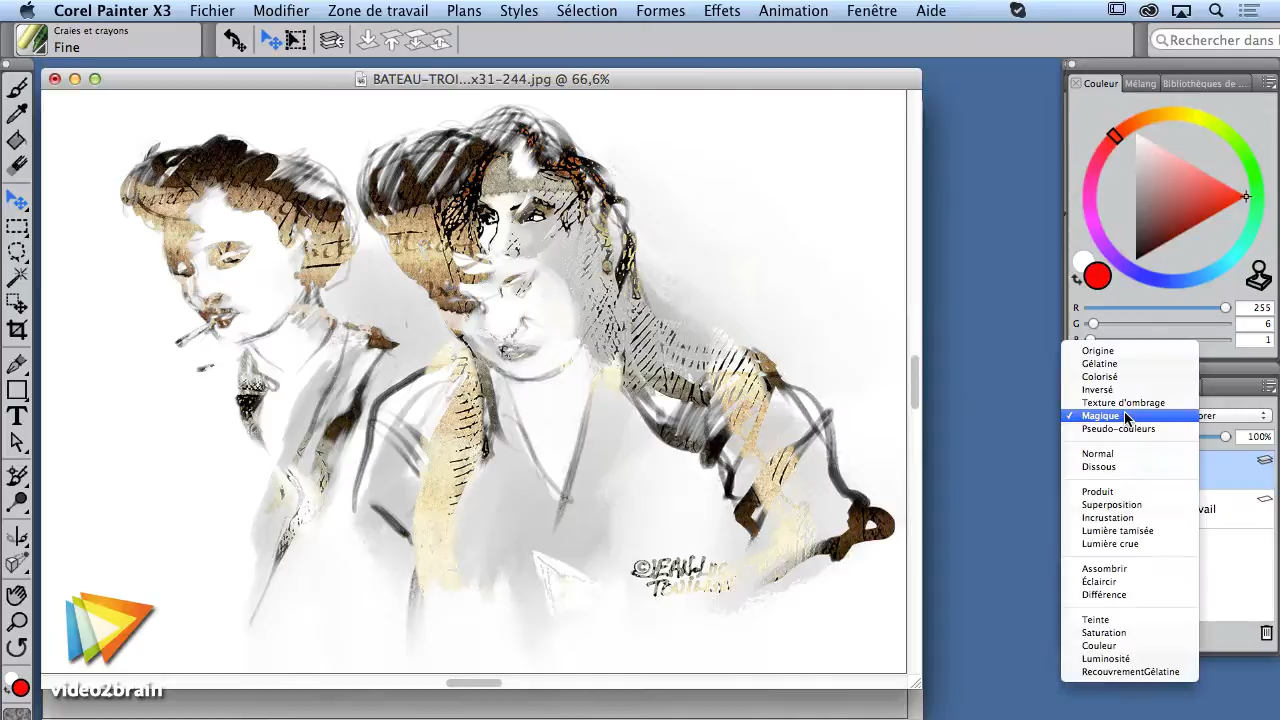 Corel Painter X3 Fichier Modifier Zone de travail Plans Styles Sélection Formes Effets Animation Fenêtre Aide
Craies et crayons
Fine
Rechercher dans
BATEAU-TROI...x31-244.jpg @ 66,6%
Couleur Mélang Bibliothèques de ...
R 255
G 6
1
Origine
Gélatine
Colorisé
Inversé
Texture d'ombrage
✓ Magique
Pseudo-couleurs
Normal
Dissous
Produit
Superposition
Incrustation
Lumière tamisée
Lumière crue
Assombrir
Éclaircir
Différence
Teinte
Saturation
Couleur
Luminosité
RecouvrementGélatine
orer
100%
vail
video2brain